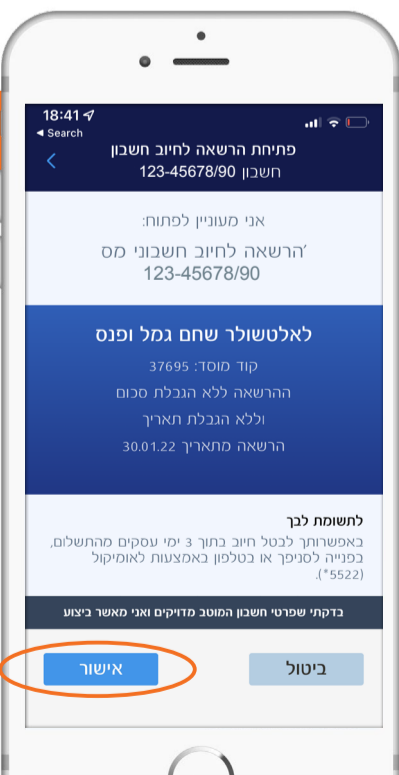 18:41
◄ Search
פתיחת הרשאה לחיוב חשבון
חשבון 123-45678/90
אני מעוניין לפתוח:
הרשאה לחיוב חשבוני מס'
123-45678/90
לאלטשולר שחם גמל ופנס
קוד מוסד: 37695
ההרשאה ללא הגבלת סכום
וללא הגבלת תאריך
הרשאה מתאריך 30.01.22
לתשומת לבך
באפשרותך לבטל חיוב בתוך 3 ימי עסקים מהתשלום,
בפנייה לסניפך או בטלפון באמצעות לאומיקול
(5522*).
בדקתי שפרטי חשבון המוטב מדויקים ואני מאשר ביצוע
ביטול
אישור